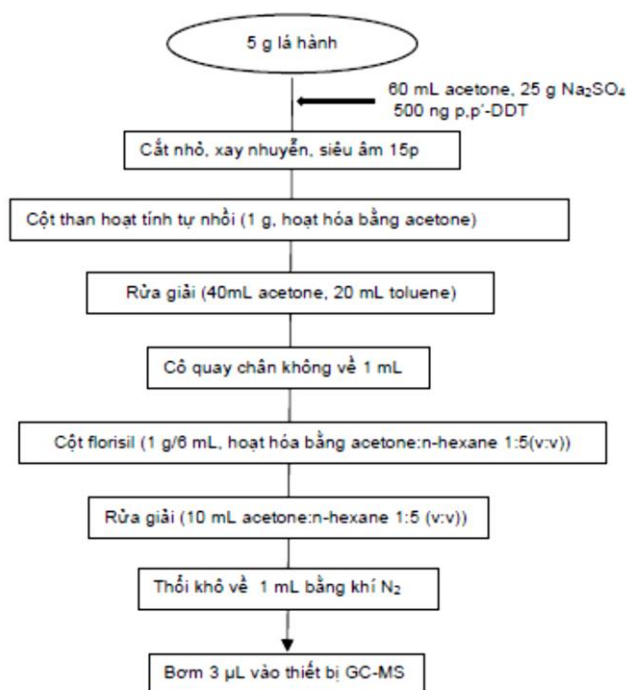 5 g lá hành
60 mL acetone, 25 g Na₂SO₄
500 ng p,p'-DDT
Cắt nhỏ, xay nhuyễn, siêu âm 15p
Cột than hoạt tính tự nhồi (1 g, hoạt hóa bằng acetone)
Rửa giải (40mL acetone, 20 mL toluene)
Cô quay chân không về 1 mL
Cột florisil (1 g/6 mL, hoạt hóa bằng acetone:n-hexane 1:5(v:v))
Rửa giải (10 mL acetone:n-hexane 1:5 (v:v))
Thổi khô về 1 mL bằng khí N₂
Bơm 3 µL vào thiết bị GC-MS